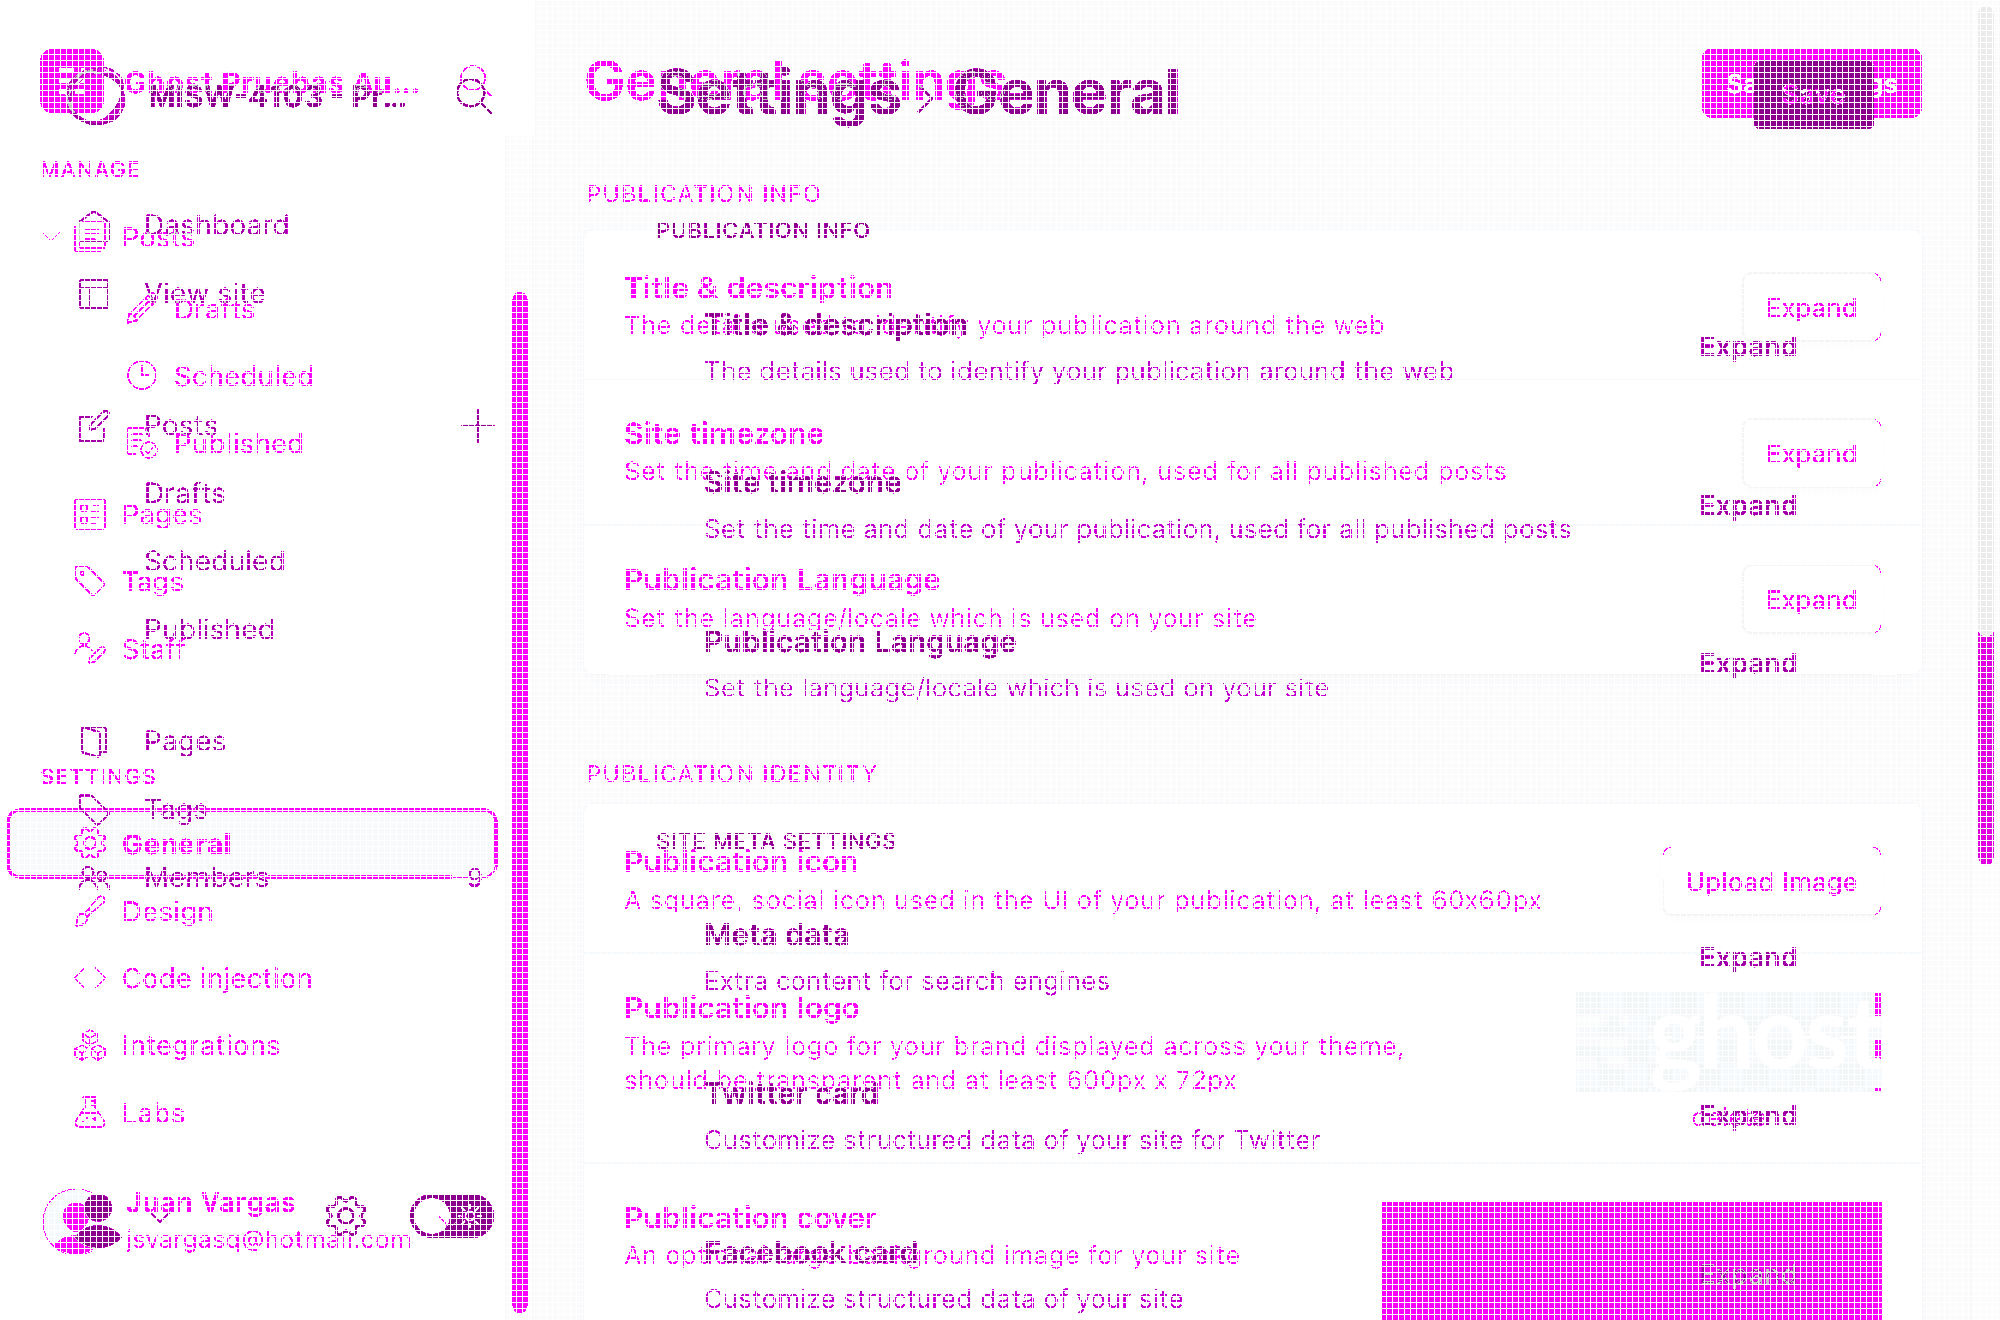 Ghost Pruebas Au...
MISW-4103 - Pr...
General settings
Settings › General
Save
MANAGE
Dashboard
Posts
View site
Drafts
Scheduled
Posts
Published
Drafts
Pages
Scheduled
Tags
Published
Staff
Pages
SETTINGS
Tags
General
Members 9
Design
Code injection
Integrations
Labs
Juan Vargas
jsvargasq@hotmail.com
PUBLICATION INFO
PUBLICATION INFO
Title & description
Expand
The details used to identify your publication around the web
Title & description
Expand
The details used to identify your publication around the web
Site timezone
Expand
Set the time and date of your publication, used for all published posts
Site timezone
Expand
Set the time and date of your publication, used for all published posts
Publication Language
Expand
Set the language/locale which is used on your site
Publication Language
Expand
Set the language/locale which is used on your site
PUBLICATION IDENTITY
SITE META SETTINGS
Publication icon
Upload Image
A square, social icon used in the UI of your publication, at least 60x60px
Meta data
Expand
Extra content for search engines
Publication logo
ghost
The primary logo for your brand displayed across your theme,
should be transparent and at least 600px x 72px
Twitter card
Expand
Customize structured data of your site for Twitter
Publication cover
An optional background image for your site
Facebook card
Expand
Customize structured data of your site